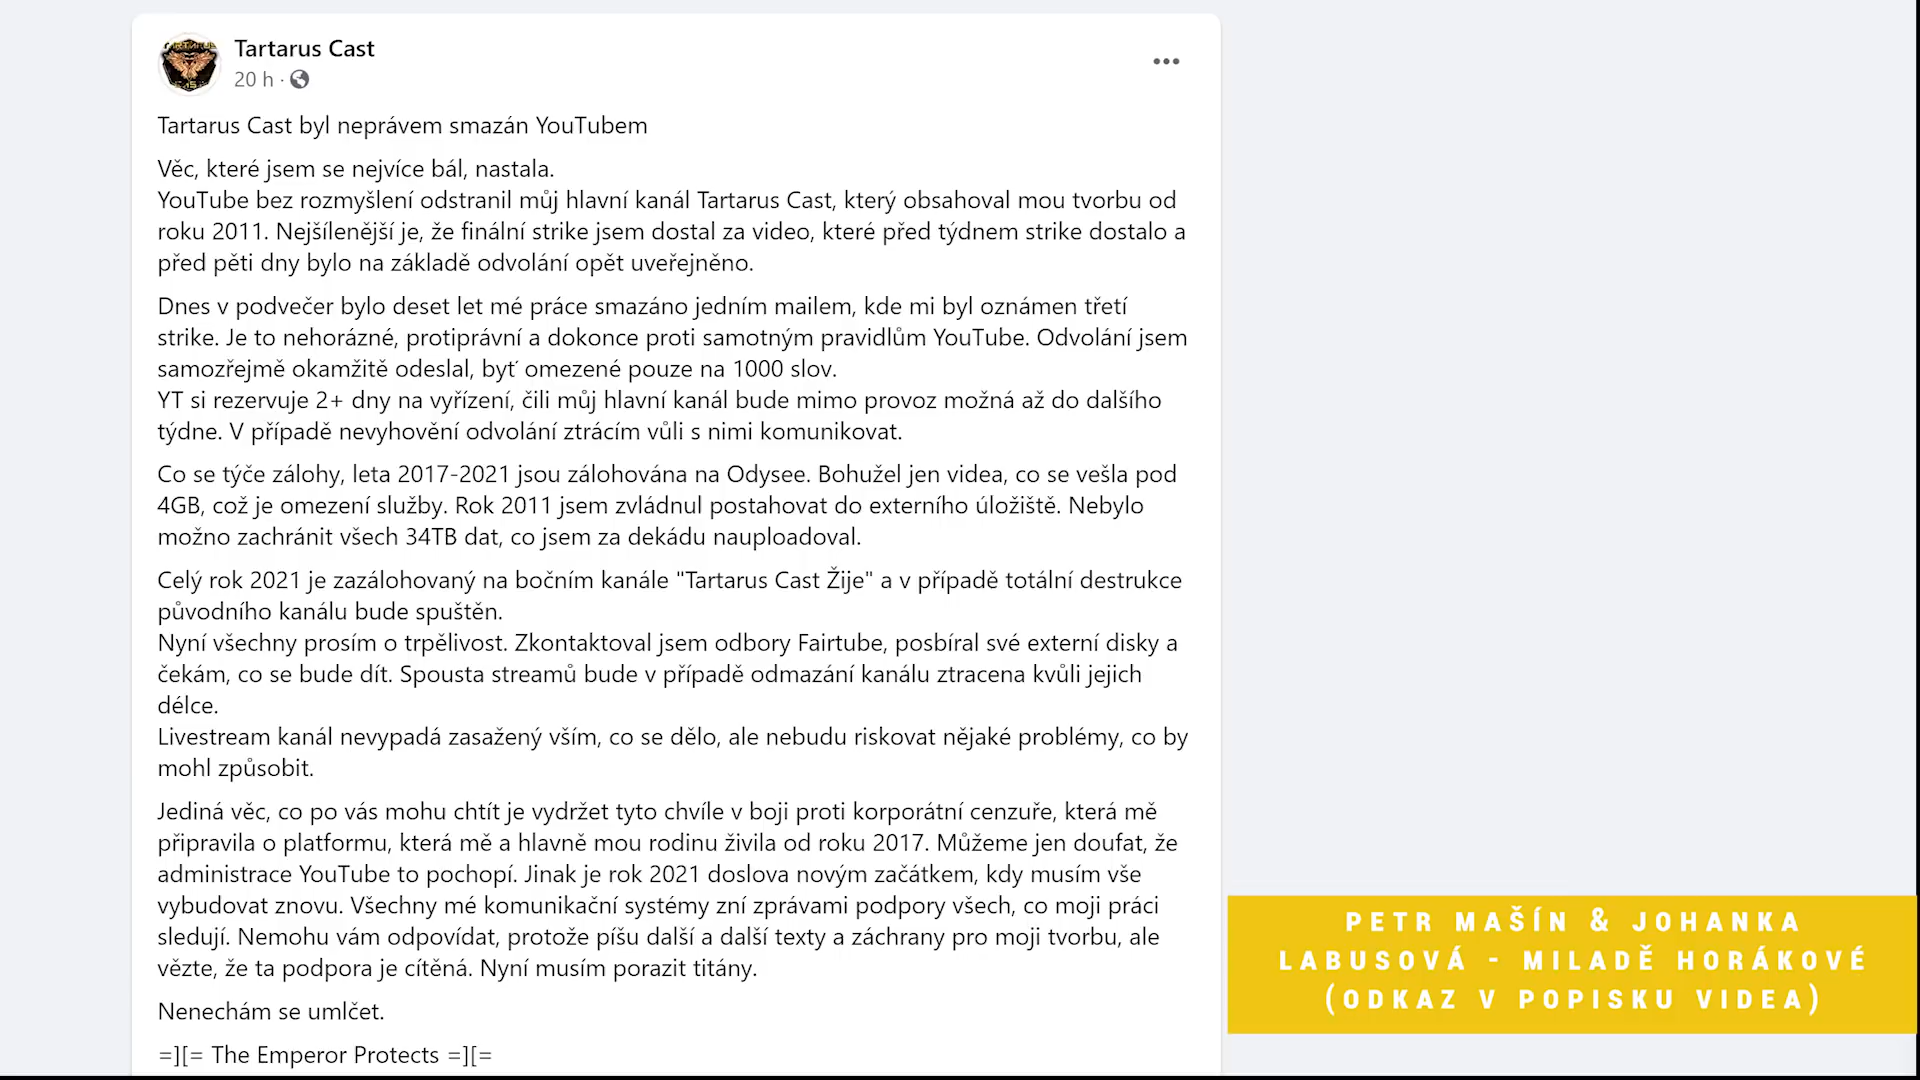 Tartarus Cast
20 h ·
Tartarus Cast byl neprávem smazán YouTubem
Věc, které jsem se nejvíce bál, nastala.
YouTube bez rozmyšlení odstranil můj hlavní kanál Tartarus Cast, který obsahoval mou tvorbu od
roku 2011. Nejšílenější je, že finální strike jsem dostal za video, které před týdnem strike dostalo a
před pěti dny bylo na základě odvolání opět uveřejněno.
Dnes v podvečer bylo deset let mé práce smazáno jedním mailem, kde mi byl oznámen třetí
strike. Je to nehorázné, protiprávní a dokonce proti samotným pravidlům YouTube. Odvolání jsem
samozřejmě okamžitě odeslal, byť omezené pouze na 1000 slov.
YT si rezervuje 2+ dny na vyřízení, čili můj hlavní kanál bude mimo provoz možná až do dalšího
týdne. V případě nevyhovění odvolání ztrácím vůli s nimi komunikovat.
Co se týče zálohy, leta 2017-2021 jsou zálohována na Odysee. Bohužel jen videa, co se vešla pod
4GB, což je omezení služby. Rok 2011 jsem zvládnul postahovat do externího úložiště. Nebylo
možno zachránit všech 34TB dat, co jsem za dekádu nauploadoval.
Celý rok 2021 je zazálohovaný na bočním kanále "Tartarus Cast Žije" a v případě totální destrukce
původního kanálu bude spuštěn.
Nyní všechny prosím o trpělivost. Zkontaktoval jsem odbory Fairtube, posbíral své externí disky a
čekám, co se bude dít. Spousta streamů bude v případě odmazání kanálu ztracena kvůli jejich
délce.
Livestream kanál nevypadá zasažený vším, co se dělo, ale nebudu riskovat nějaké problémy, co by
mohl způsobit.
Jediná věc, co po vás mohu chtít je vydržet tyto chvíle v boji proti korporátní cenzuře, která mě
připravila o platformu, která mě a hlavně mou rodinu živila od roku 2017. Můžeme jen doufat, že
administrace YouTube to pochopí. Jinak je rok 2021 doslova novým začátkem, kdy musím vše
vybudovat znovu. Všechny mé komunikační systémy zní zprávami podpory všech, co moji práci
sledují. Nemohu vám odpovídat, protože píšu další a další texty a záchrany pro moji tvorbu, ale
vězte, že ta podpora je cítěná. Nyní musím porazit titány.
Nenechám se umlčet.
=][= The Emperor Protects =][=
PETR MAŠÍN & JOHANKA
LABUSOVÁ - MILADĚ HORÁKOVÉ
(ODKAZ V POPISKU VIDEA)